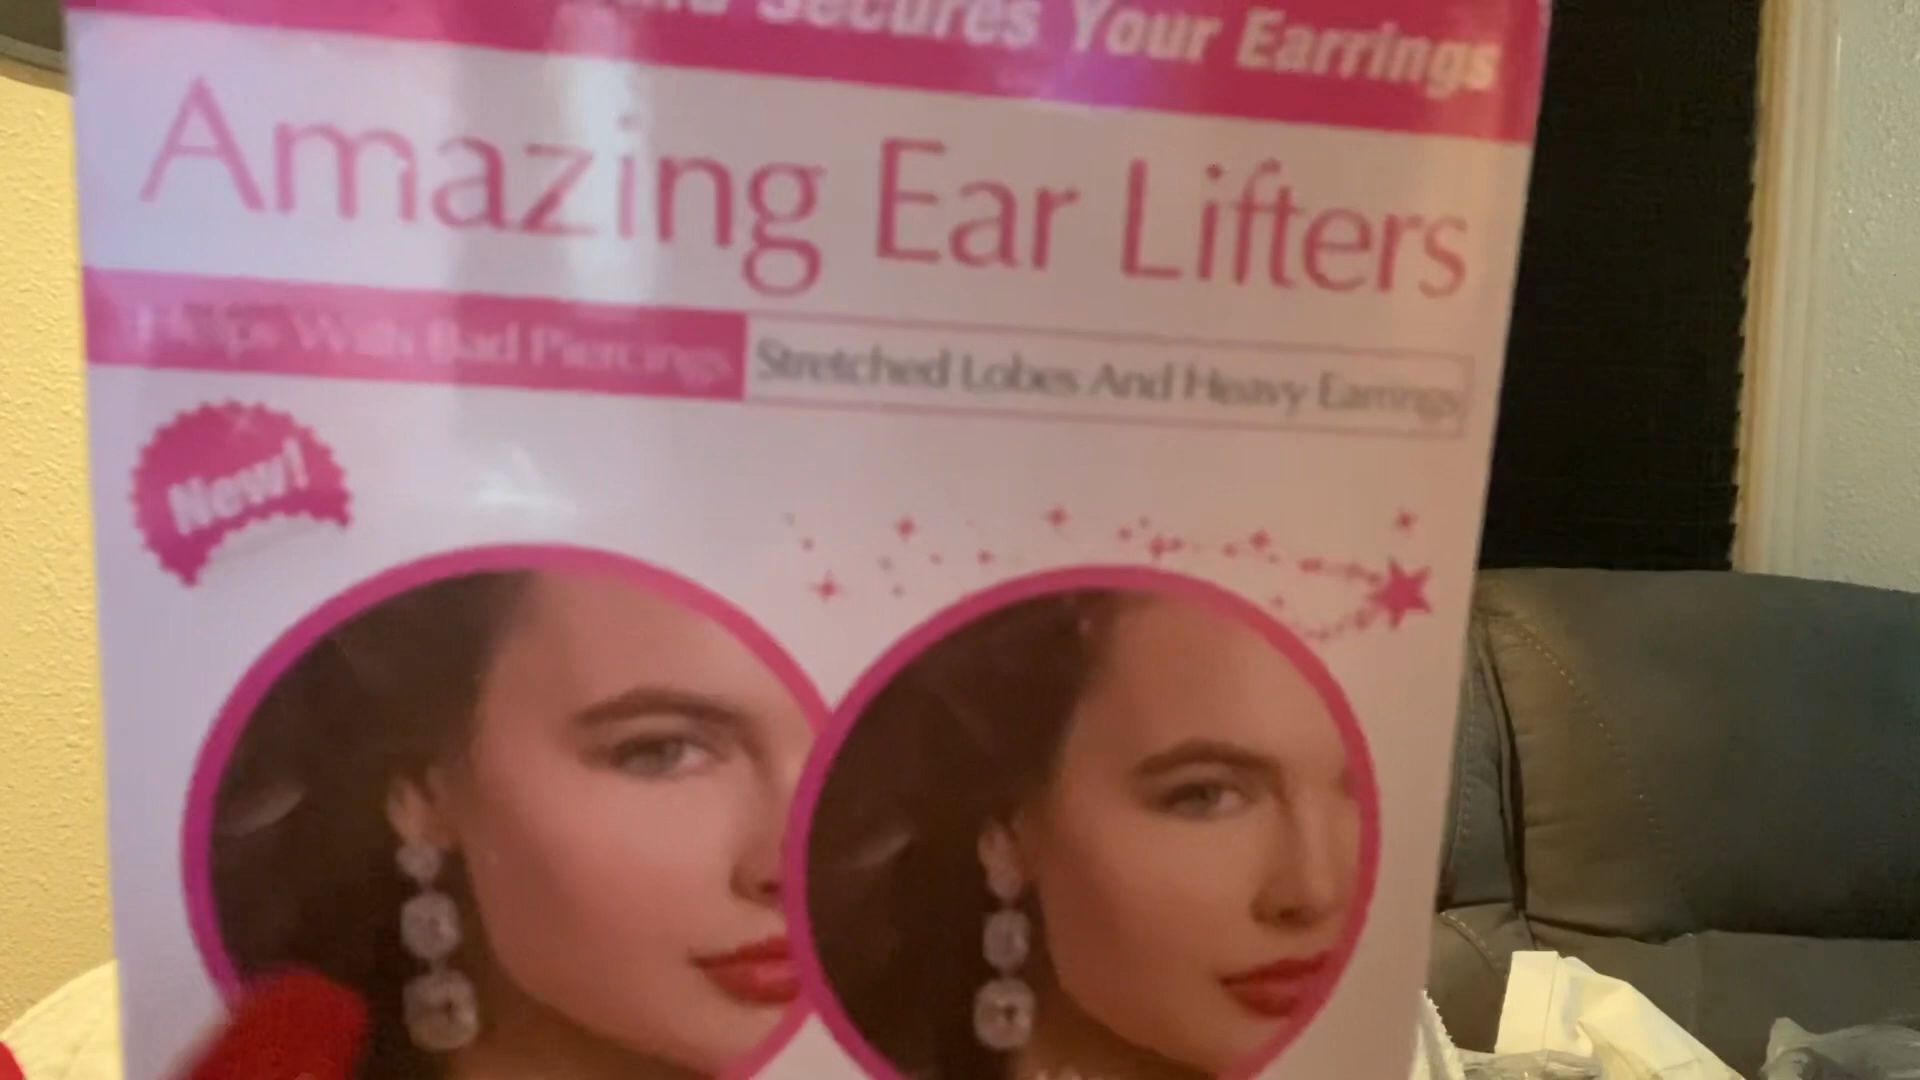 Secures Your Earrings
Amazing Ear Lifters
Helps With Bad Piercings
Stretched Lobes And Heavy Earrings
New!